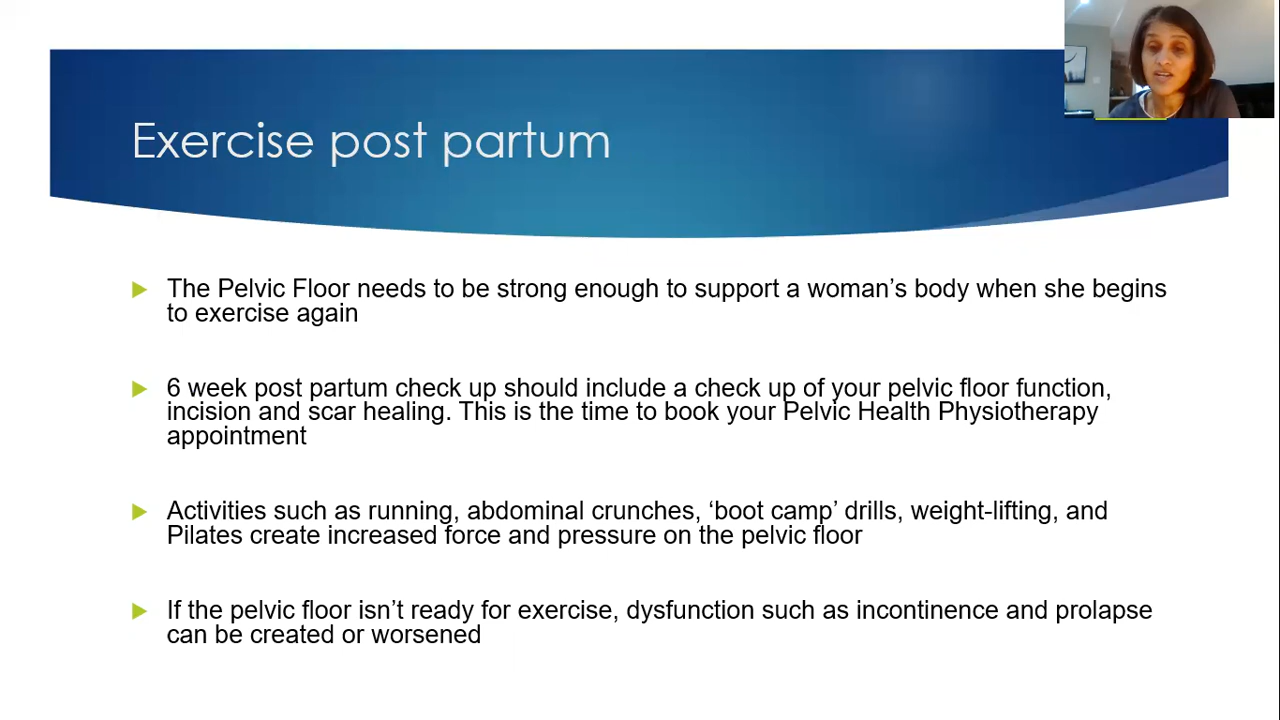 Exercise post partum
The Pelvic Floor needs to be strong enough to support a woman’s body when she begins
to exercise again
6 week post partum check up should include a check up of your pelvic floor function,
incision and scar healing. This is the time to book your Pelvic Health Physiotherapy
appointment
Activities such as running, abdominal crunches, ‘boot camp’ drills, weight-lifting, and
Pilates create increased force and pressure on the pelvic floor
If the pelvic floor isn’t ready for exercise, dysfunction such as incontinence and prolapse
can be created or worsened